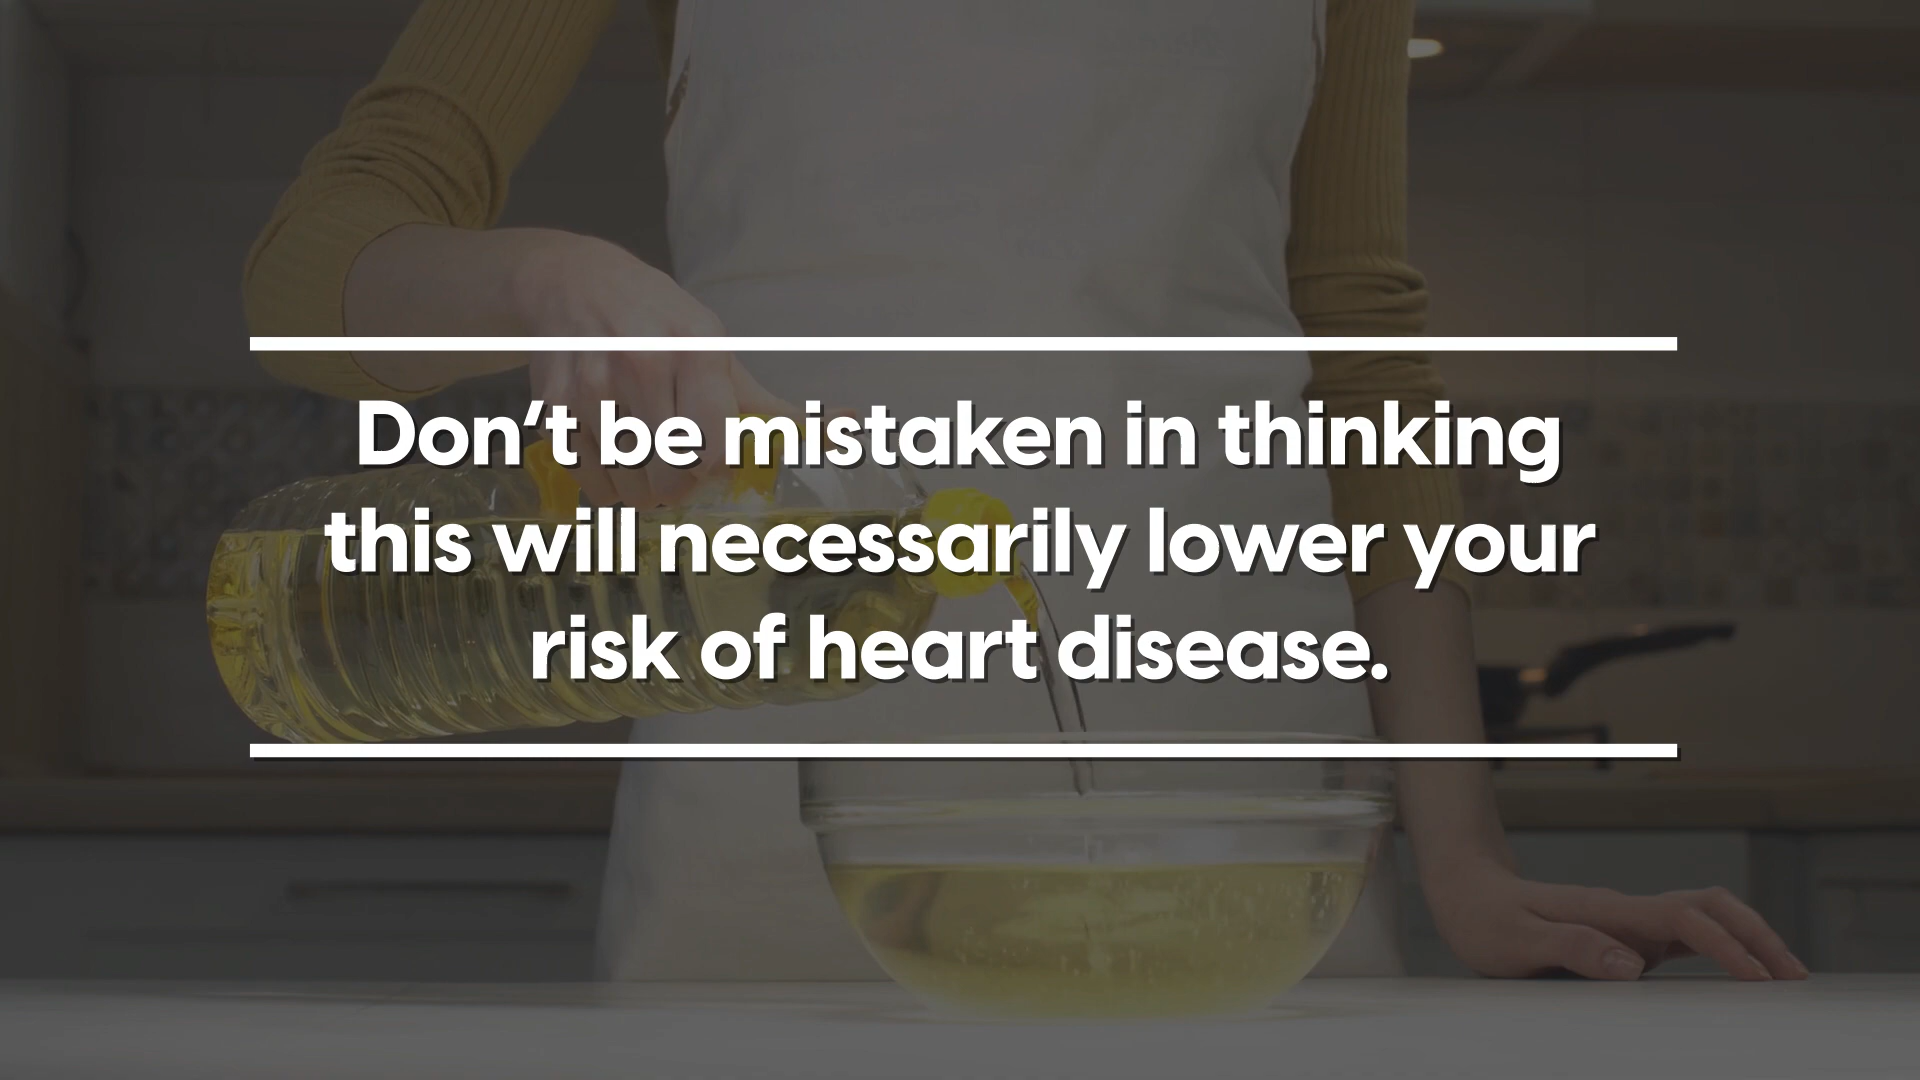 Don't be mistaken in thinking
this will necessarily lower your
risk of heart disease.